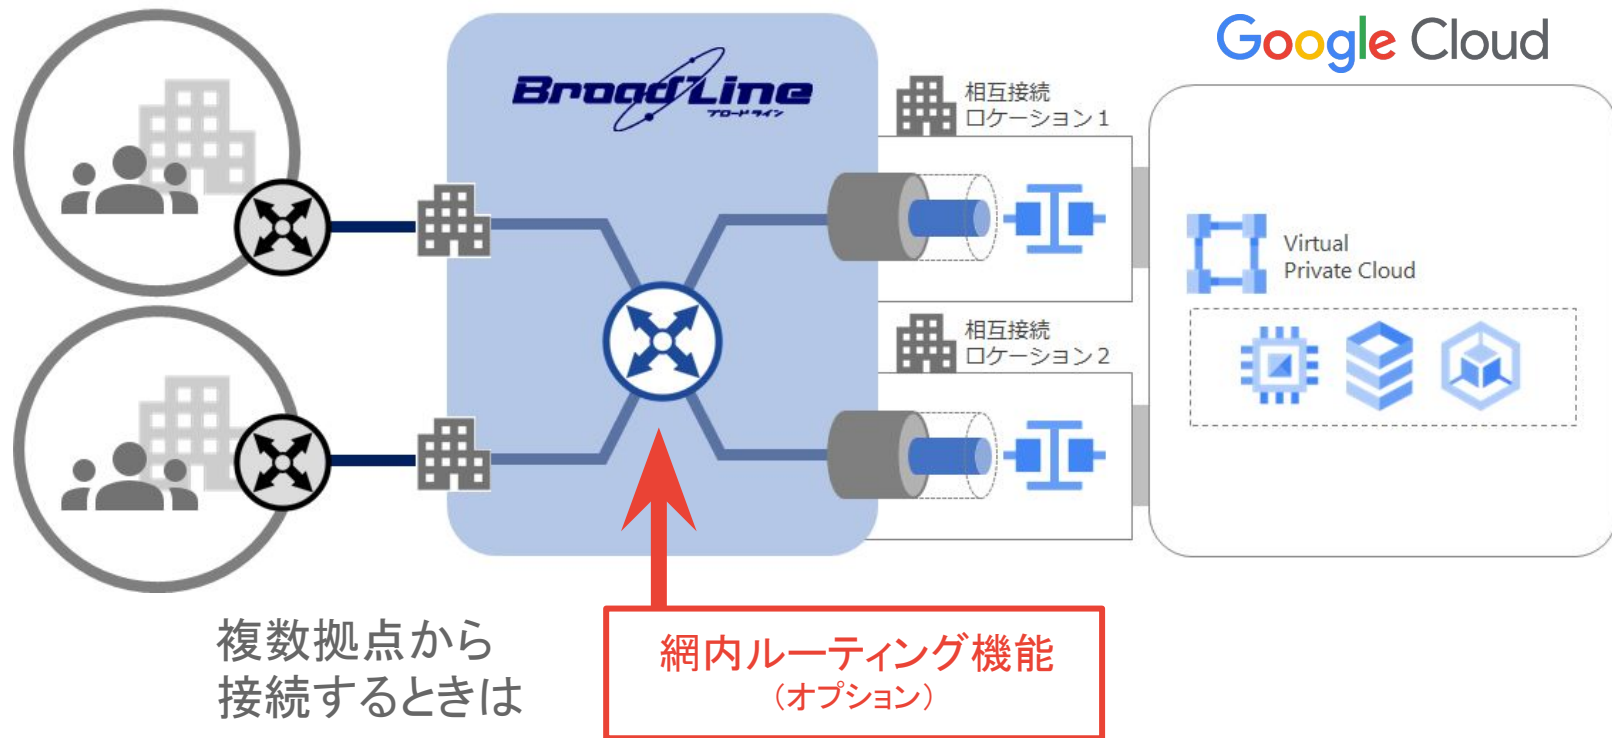 Google Cloud
BroadLine
ブロードライン
相互接続
ロケーション1
Virtual
Private Cloud
相互接続
ロケーション2
複数拠点から
接続するときは
網内ルーティング機能
(オプション)